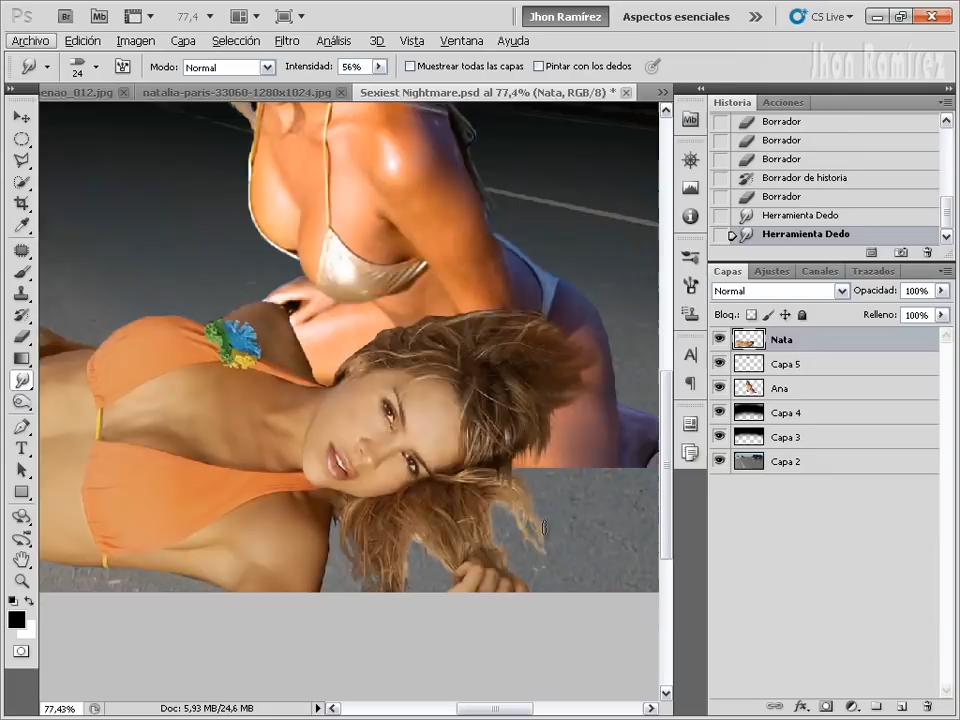 Ps Br Mb 77,4 Jhon Ramírez Aspectos esenciales CS Live
Archivo Edición Imagen Capa Selección Filtro Análisis 3D Vista Ventana Ayuda
Jhon Ramírez
24 Modo: Normal Intensidad: 56% Muestrear todas las capas Pintar con los dedos
enao_012.jpg natalia-paris-33060-1280x1024.jpg Sexiest Nightmare.psd al 77,4% (Nata, RGB/8) *
Mb
Historia Acciones
Borrador
Borrador
Borrador
Borrador de historia
Borrador
Herramienta Dedo
Herramienta Dedo
Capas Ajustes Canales Trazados
Normal Opacidad: 100%
Bloq.: Relleno: 100%
Nata
Capa 5
Ana
Capa 4
Capa 3
Capa 2
77,43% Doc: 5,93 MB/24,6 MB